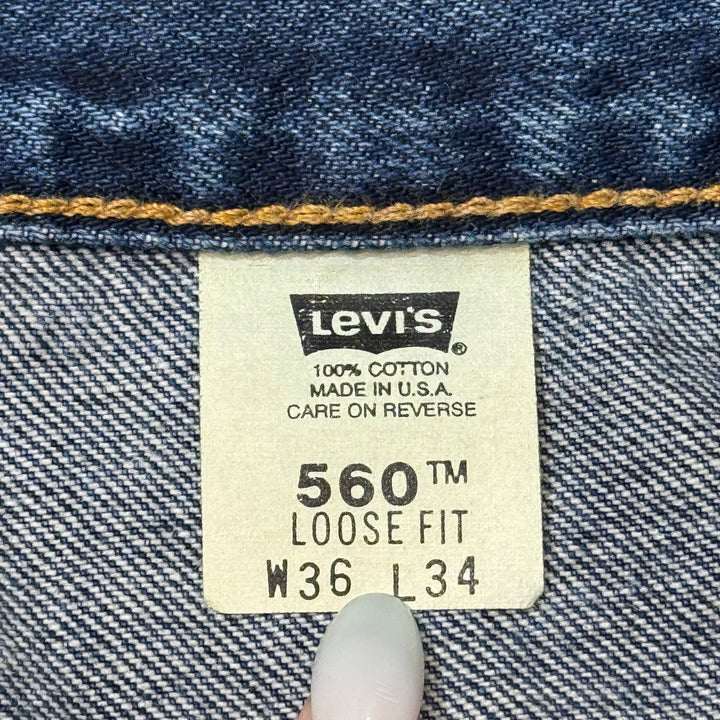 Levi's®
100% COTTON
MADE IN U.S.A.
CARE ON REVERSE
560™
LOOSE FIT
W36 L34